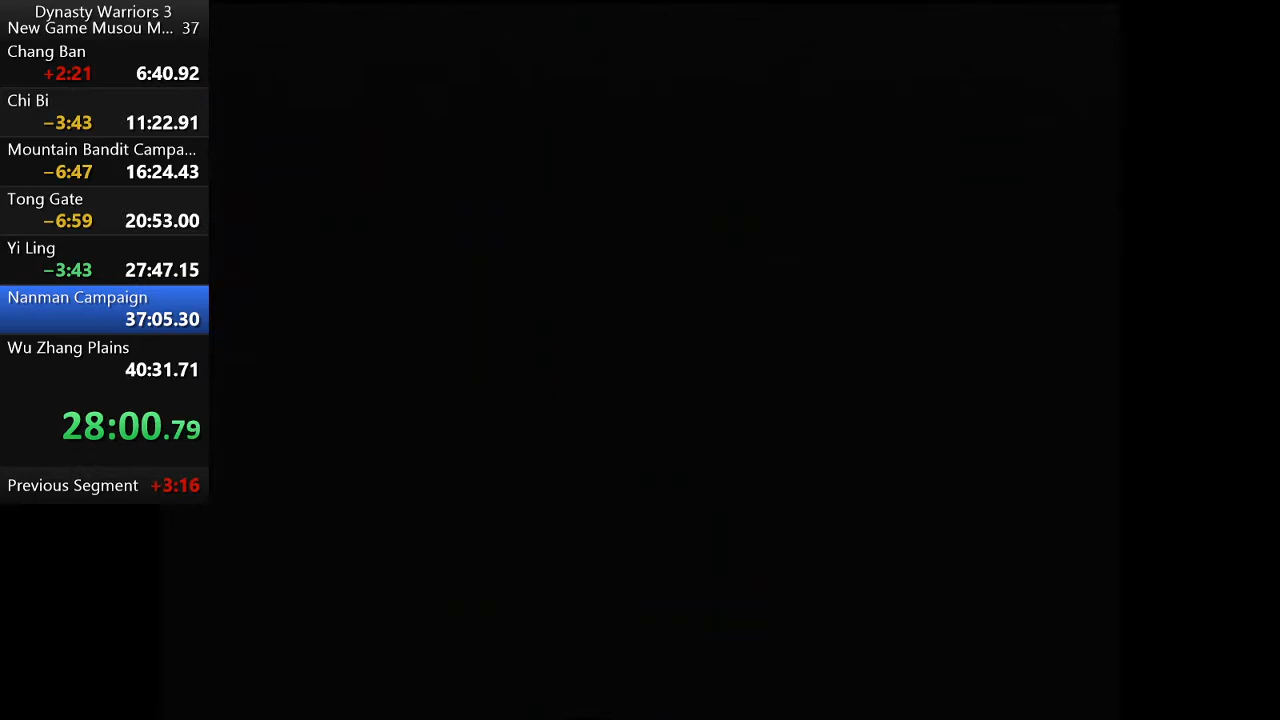 Dynasty Warriors 3
New Game Musou M... 37
Chang Ban
+2:21 6:40.92
Chi Bi
−3:43 11:22.91
Mountain Bandit Campa...
−6:47 16:24.43
Tong Gate
−6:59 20:53.00
Yi Ling
−3:43 27:47.15
Nanman Campaign
37:05.30
Wu Zhang Plains
40:31.71
28:00.79
Previous Segment +3:16